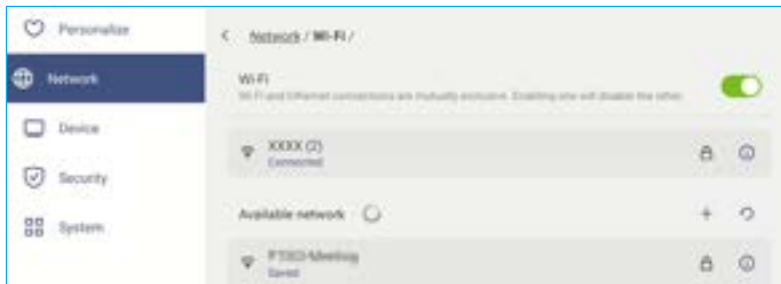 Personalize
Network
Device
Security
System
Network / Wi-Fi /
Wi-Fi
Wi-Fi and Ethernet connections are mutually exclusive. Enabling one will disable the other.
XXXX (2)
Connected
Available network
Saved